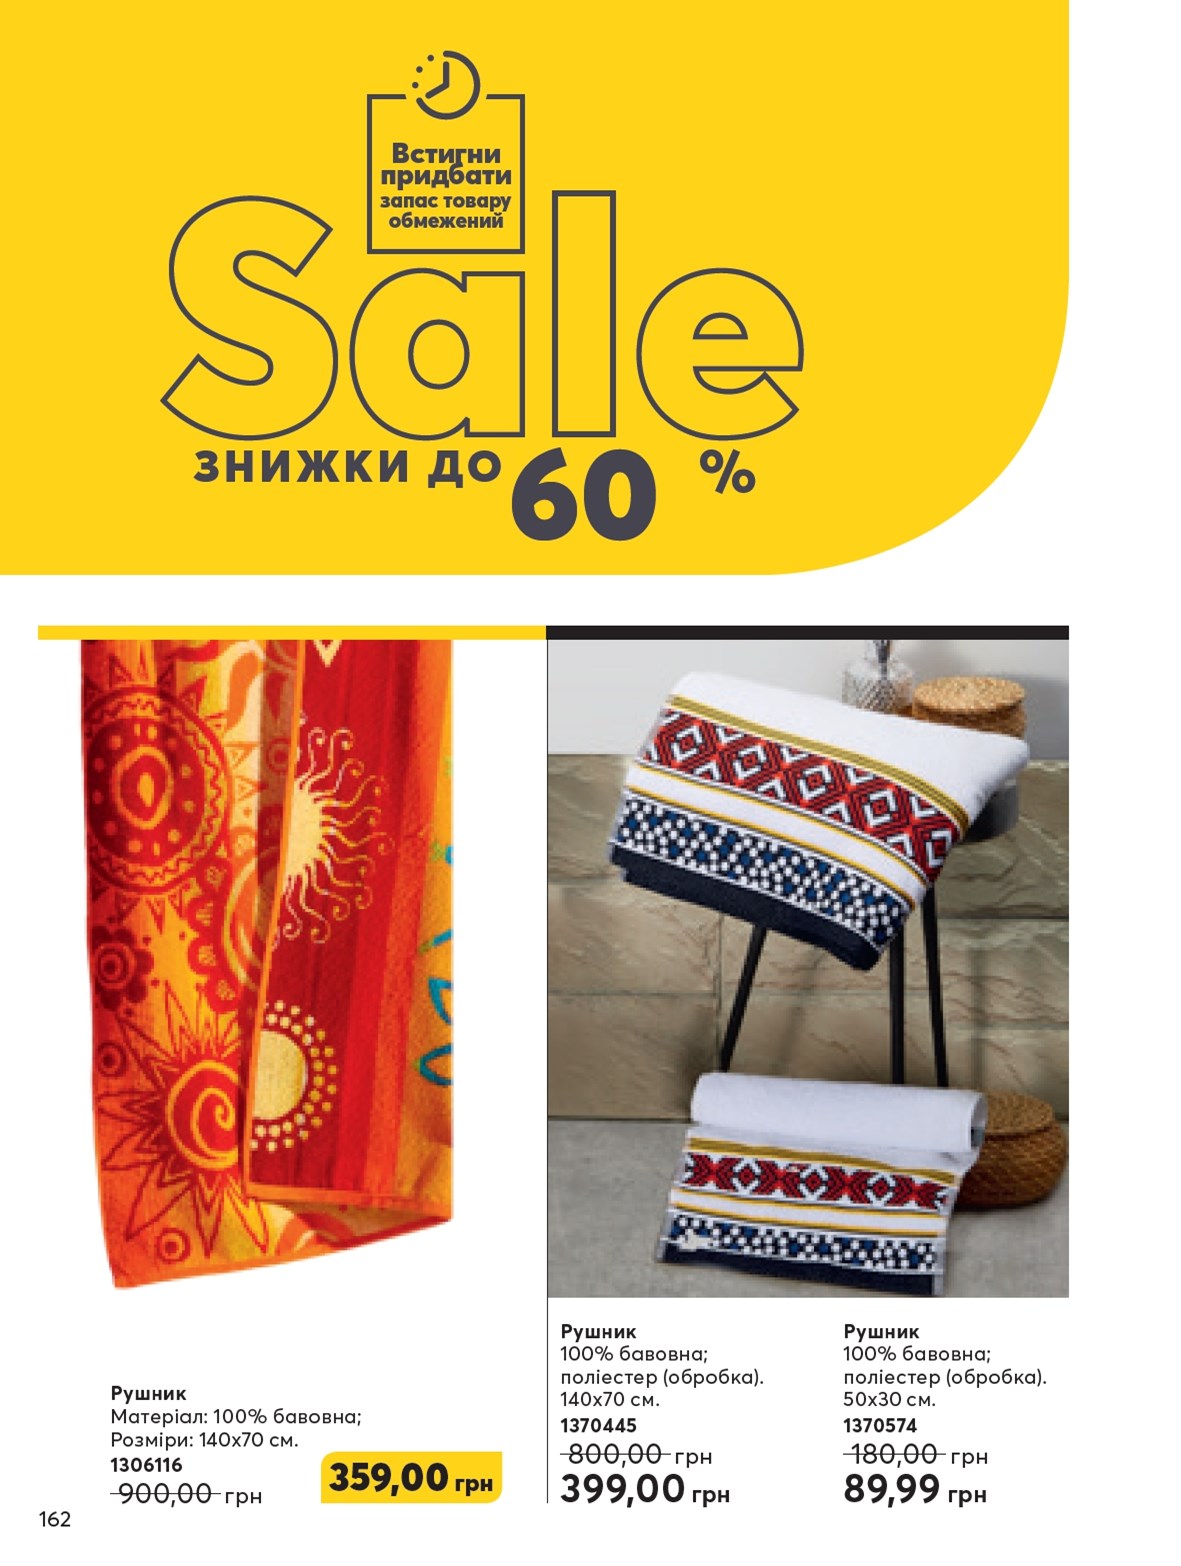 Встигни
придбати
запас товару
обмежений
Sale
ЗНИЖКИ ДО 60 %
Рушник
Матеріал: 100% бавовна;
Розміри: 140х70 см.
1306116
900,00 грн
359,00 грн
Рушник
100% бавовна;
поліестер (обробка).
140х70 см.
1370445
800,00 грн
399,00 грн
Рушник
100% бавовна;
поліестер (обробка).
50х30 см.
1370574
180,00 грн
89,99 грн
162